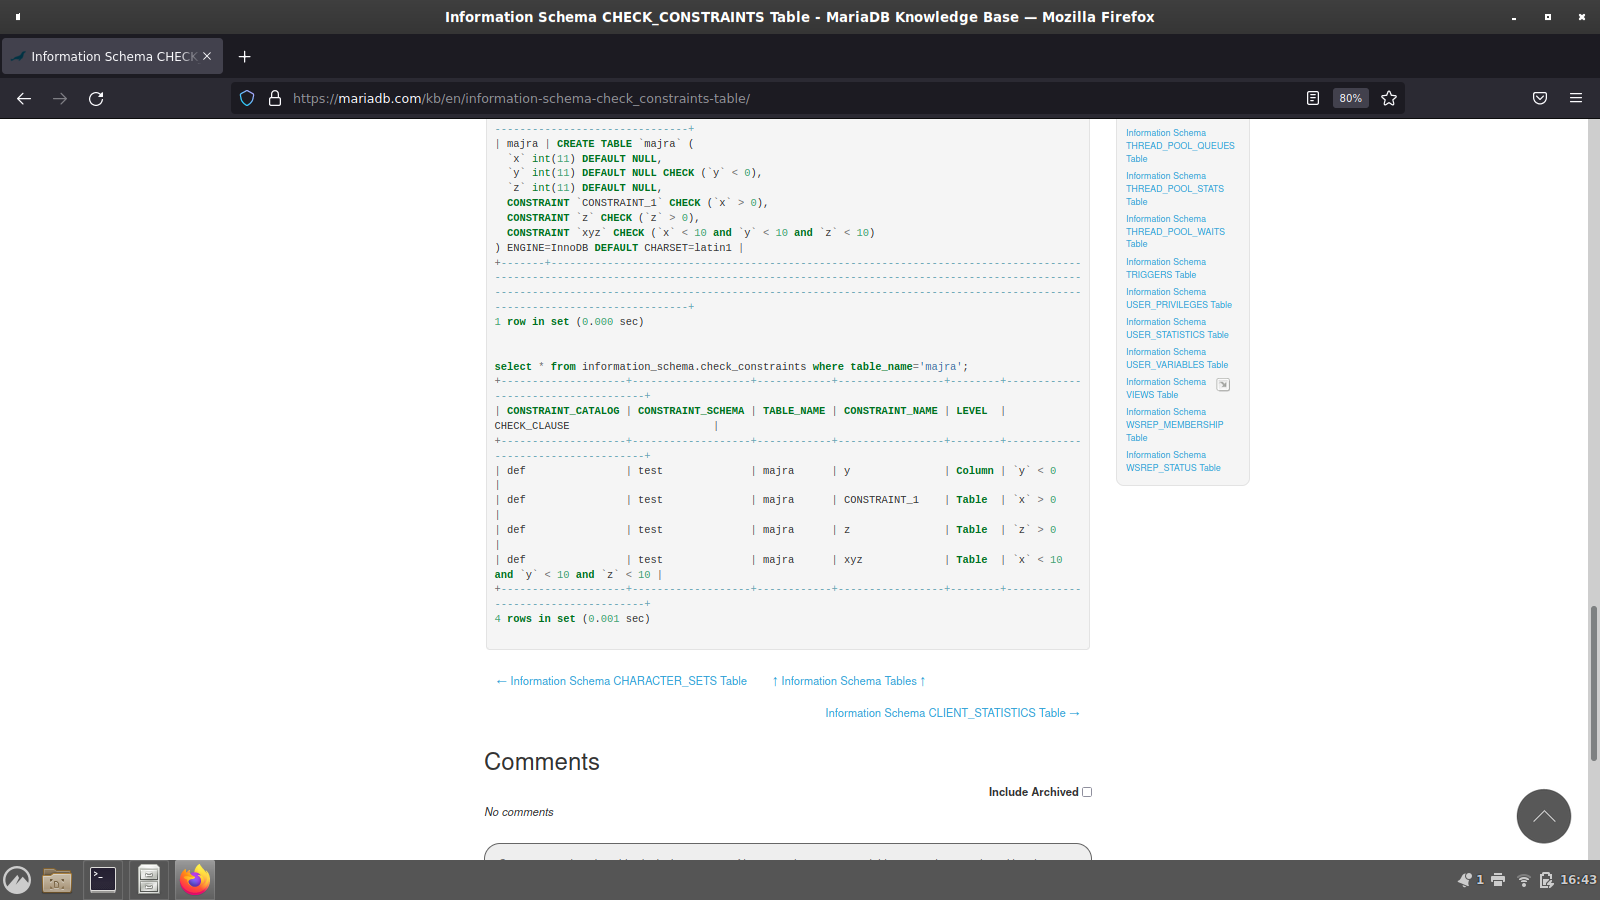 Information Schema CHECK_CONSTRAINTS Table - MariaDB Knowledge Base — Mozilla Firefox
Information Schema CHECK
https://mariadb.com/kb/en/information-schema-check_constraints-table/
80%
-------------------------------+
| majra | CREATE TABLE `majra` (
  `x` int(11) DEFAULT NULL,
  `y` int(11) DEFAULT NULL CHECK (`y` < 0),
  `z` int(11) DEFAULT NULL,
  CONSTRAINT `CONSTRAINT_1` CHECK (`x` > 0),
  CONSTRAINT `z` CHECK (`z` > 0),
  CONSTRAINT `xyz` CHECK (`x` < 10 and `y` < 10 and `z` < 10)
) ENGINE=InnoDB DEFAULT CHARSET=latin1 |
+-------+-------------------------------------------------------------------------------------
----------------------------------------------------------------------------------------------
----------------------------------------------------------------------------------------------
-------------------------------+
1 row in set (0.000 sec)
select * from information_schema.check_constraints where table_name='majra';
+--------------------+-------------------+------------+-----------------+--------+------------
------------------------+
| CONSTRAINT_CATALOG | CONSTRAINT_SCHEMA | TABLE_NAME | CONSTRAINT_NAME | LEVEL  |
CHECK_CLAUSE                       |
+--------------------+-------------------+------------+-----------------+--------+------------
------------------------+
| def                | test              | majra      | y               | Column | `y` < 0
|
| def                | test              | majra      | CONSTRAINT_1    | Table  | `x` > 0
|
| def                | test              | majra      | z               | Table  | `z` > 0
|
| def                | test              | majra      | xyz             | Table  | `x` < 10
and `y` < 10 and `z` < 10 |
+--------------------+-------------------+------------+-----------------+--------+------------
------------------------+
4 rows in set (0.001 sec)
← Information Schema CHARACTER_SETS Table
↑ Information Schema Tables ↑
Information Schema CLIENT_STATISTICS Table →
Comments
Include Archived
No comments
Information Schema
THREAD_POOL_QUEUES
Table
Information Schema
THREAD_POOL_STATS
Table
Information Schema
THREAD_POOL_WAITS
Table
Information Schema
TRIGGERS Table
Information Schema
USER_PRIVILEGES Table
Information Schema
USER_STATISTICS Table
Information Schema
USER_VARIABLES Table
Information Schema
VIEWS Table
Information Schema
WSREP_MEMBERSHIP
Table
Information Schema
WSREP_STATUS Table
1
16:43